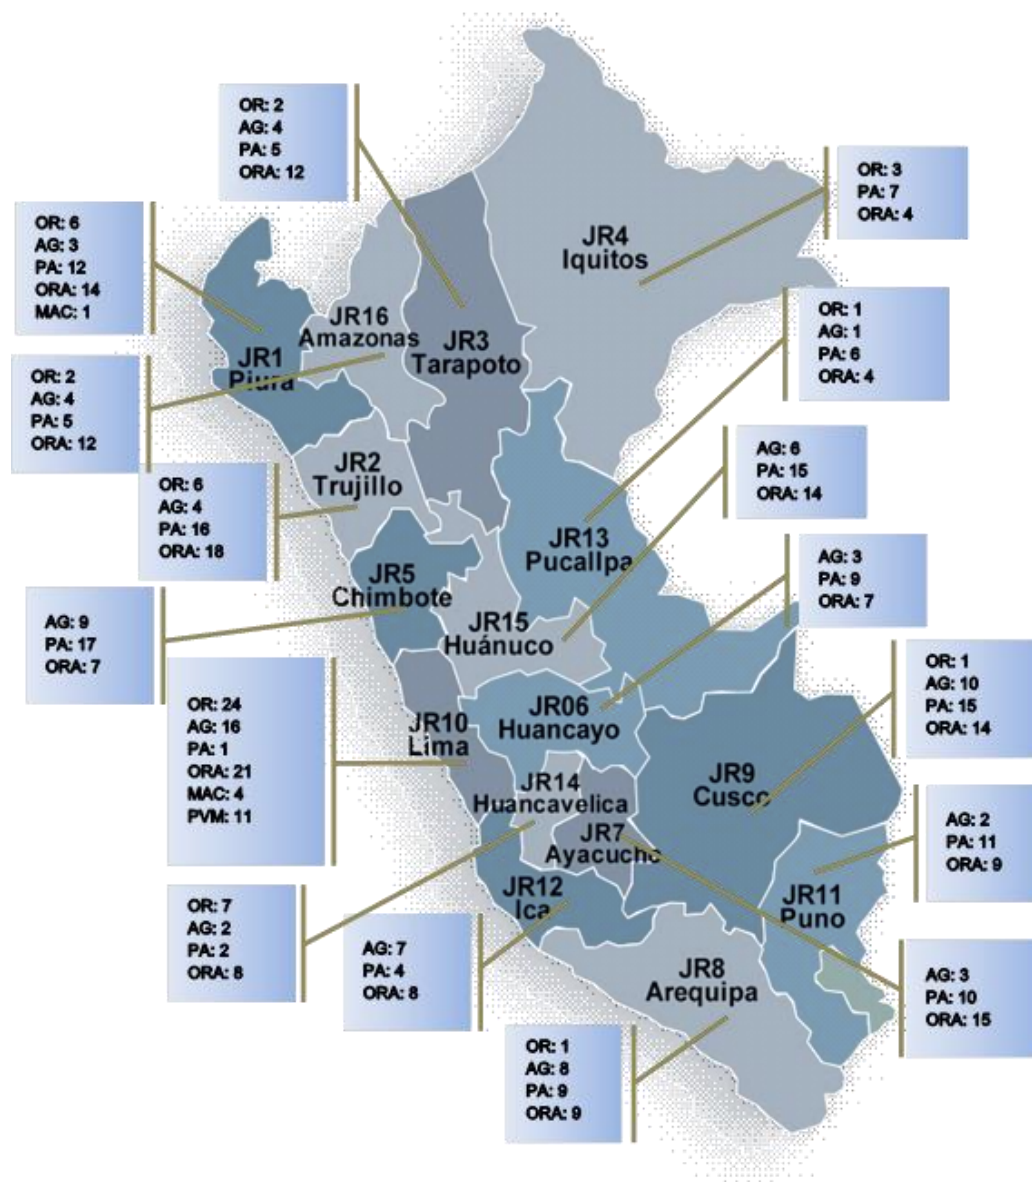 OR: 2
AG: 4
PA: 5
ORA: 12
OR: 3
PA: 7
ORA: 4
OR: 6
AG: 3
PA: 12
ORA: 14
MAC: 1
JR4
Iquitos
JR16
Amazonas
JR3
Tarapoto
JR1
Piura
OR: 1
AG: 1
PA: 6
ORA: 4
OR: 2
AG: 4
PA: 5
ORA: 12
JR2
Trujillo
AG: 6
PA: 15
ORA: 14
OR: 6
AG: 4
PA: 16
ORA: 18
JR13
Pucallpa
JR5
Chimbote
AG: 3
PA: 9
ORA: 7
JR15
Huánuco
AG: 9
PA: 17
ORA: 7
OR: 1
AG: 10
PA: 15
ORA: 14
OR: 24
AG: 16
PA: 1
ORA: 21
MAC: 4
PVM: 11
JR10
Lima
JR06
Huancayo
JR9
Cusco
JR14
Huancavelica
JR7
Ayacucho
AG: 2
PA: 11
ORA: 9
JR12
Ica
JR11
Puno
OR: 7
AG: 2
PA: 2
ORA: 8
AG: 7
PA: 4
ORA: 8
JR8
Arequipa
AG: 3
PA: 10
ORA: 15
OR: 1
AG: 8
PA: 9
ORA: 9